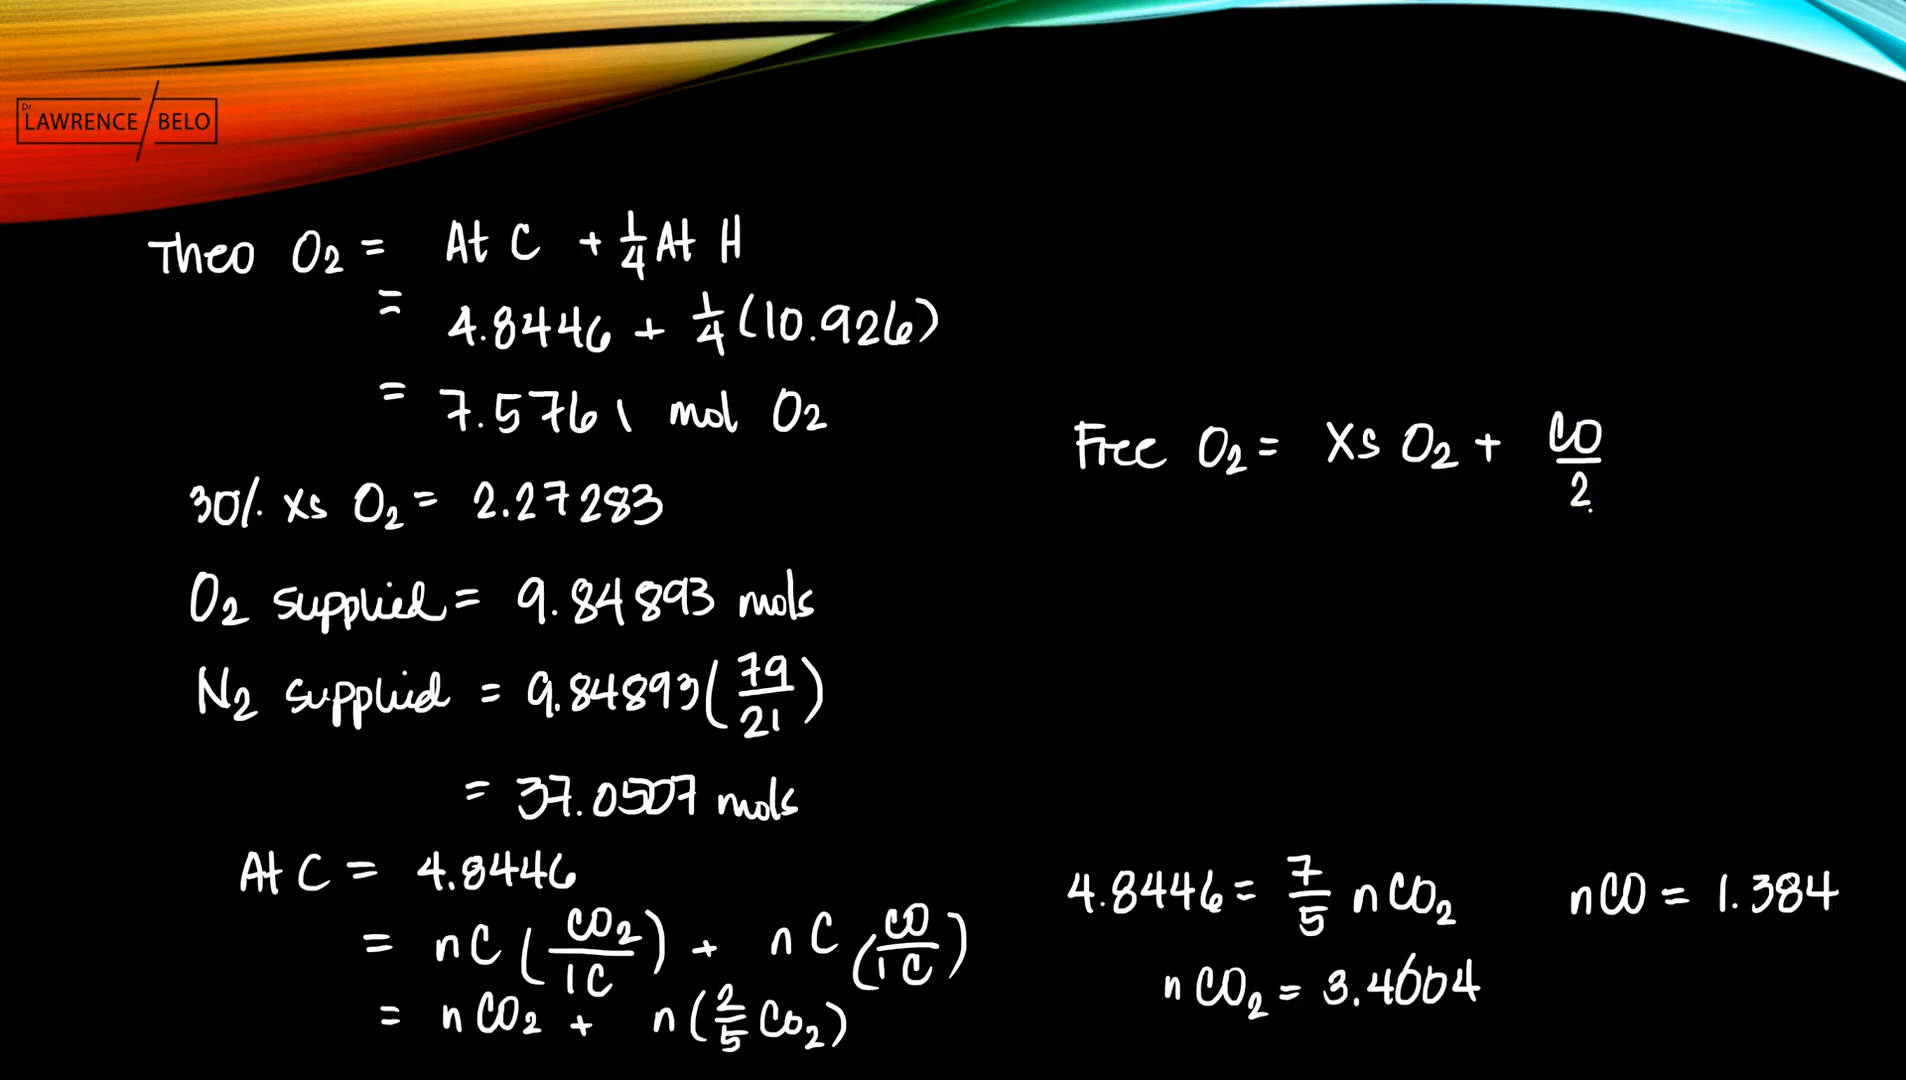 Dr.
LAWRENCE / BELO
Theo O₂ = At C + 1/4 At H
= 4.8446 + 1/4 (10.926)
= 7.5761 mol O₂
30% xs O₂ = 2.27283
O₂ supplied = 9.84893 mols
N₂ supplied = 9.84893 (79/21)
= 37.0507 mols
At C = 4.8446
= nC (CO₂/1C) + nC (CO/1C)
= nCO₂ + n(2/5 CO₂)
Free O₂ = XS O₂ + CO/2
4.8446 = 7/5 nCO₂
nCO₂ = 3.4604
nCO = 1.384